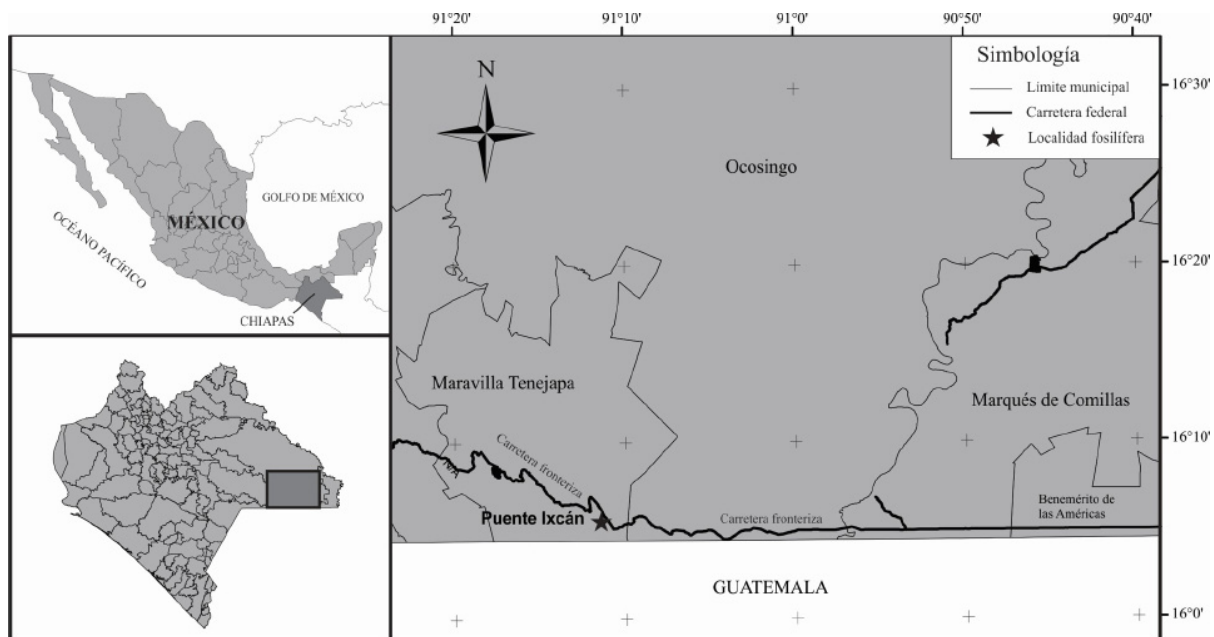 91°20'
91°10'
91°0'
90°50'
90°40'
N
Simbología
Límite municipal
Carretera federal
Localidad fosilífera
16°30'
Ocosingo
GOLFO DE MÉXICO
MÉXICO
OCÉANO PACÍFICO
CHIAPAS
16°20'
Maravilla Tenejapa
Marqués de Comillas
16°10'
Carretera fronteriza
N/A
Puente Ixcán
Carretera fronteriza
Benemérito de
las Américas
GUATEMALA
16°0'